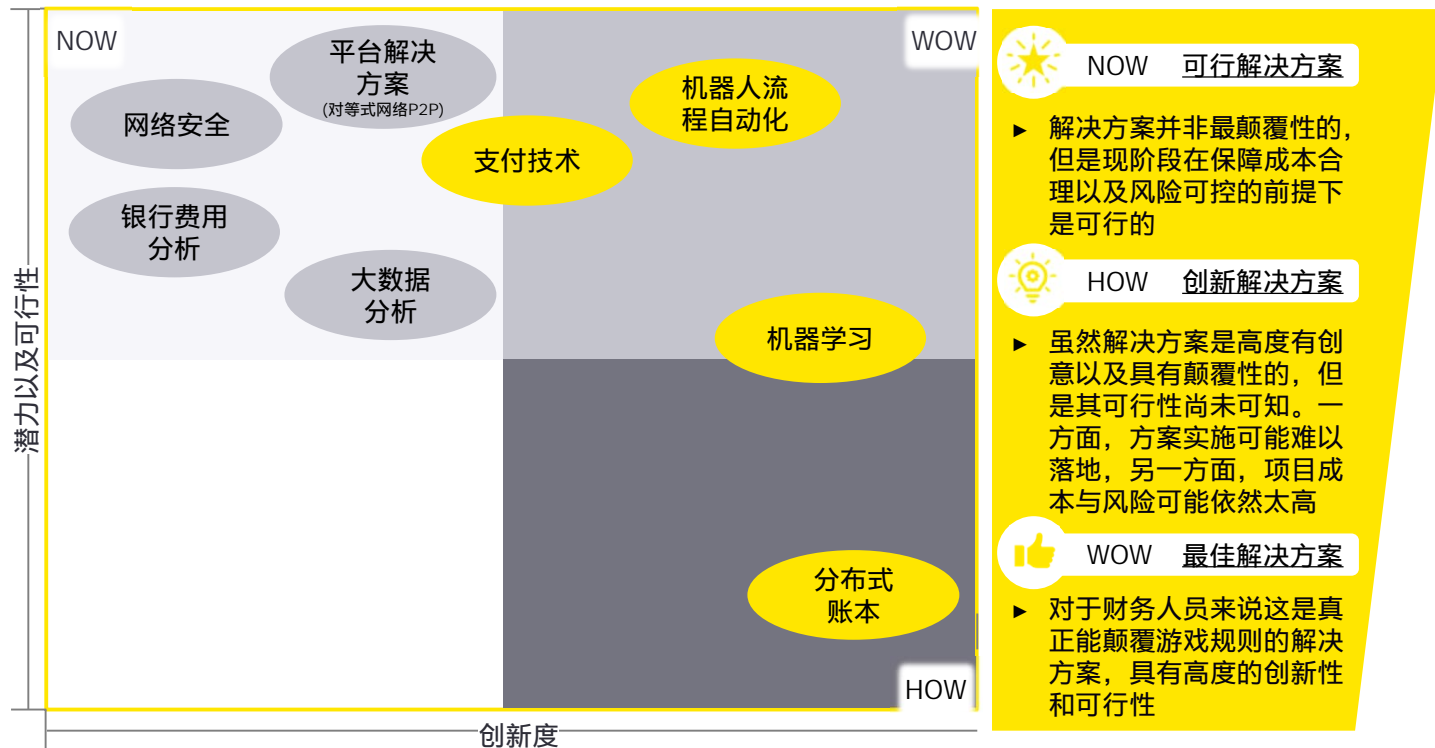 NOW
WOW
平台解决
方案
(对等式网络P2P)
网络安全
机器人流
程自动化
支付技术
银行费用
分析
大数据
分析
机器学习
分布式
账本
HOW
潜力以及可行性
创新度
NOW 可行解决方案
► 解决方案并非最颠覆性的，
但是现阶段在保障成本合
理以及风险可控的前提下
是可行的
HOW 创新解决方案
► 虽然解决方案是高度有创
意以及具有颠覆性的，但
是其可行性尚未可知。一
方面，方案实施可能难以
落地，另一方面，项目成
本与风险可能依然太高
WOW 最佳解决方案
► 对于财务人员来说这是真
正能颠覆游戏规则的解决
方案，具有高度的创新性
和可行性